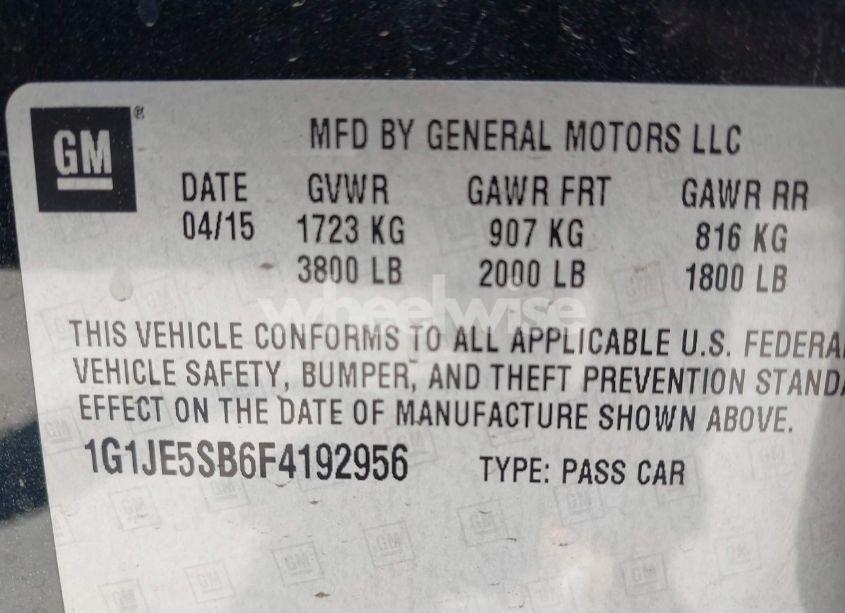 GM ®
MFD BY GENERAL MOTORS LLC
DATE GVWR GAWR FRT GAWR RR
04/15 1723 KG 907 KG 816 KG
3800 LB 2000 LB 1800 LB
wheelwise
THIS VEHICLE CONFORMS TO ALL APPLICABLE U.S. FEDERA
VEHICLE SAFETY, BUMPER, AND THEFT PREVENTION STANDA
EFFECT ON THE DATE OF MANUFACTURE SHOWN ABOVE.
1G1JE5SB6F4192956 TYPE: PASS CAR